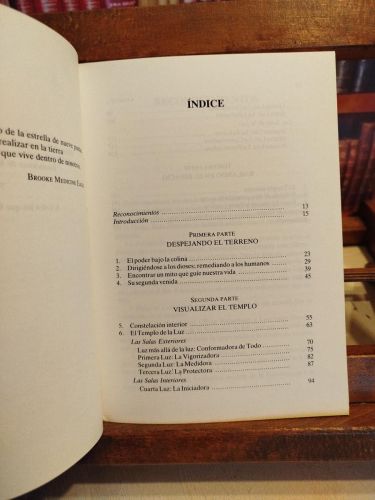 o de la estrella de nueve
realizar en la tierra
que vive dentro de nosotros.
BROOKE MEDICINE EAGLE
ÍNDICE
Reconocimientos 13
Introducción 15
PRIMERA PARTE
DESPEJANDO EL TERRENO
1. El poder bajo la colina 23
2. Dirigiéndose a los dioses; remediando a los humanos 29
3. Encontrar un mito que guíe nuestra vida 39
4. Su segunda venida 45
SEGUNDA PARTE
VISUALIZAR EL TEMPLO
5. Constelación interior 55
6. El Templo de la Luz 63
Las Salas Exteriores 70
Luz más allá de la luz: Conformadora de Todo 75
Primera Luz: La Vigorizadora 82
Segunda Luz: La Medidora 87
Tercera Luz: La Protectora
Las Salas Interiores 94
Cuarta Luz: La Iniciadora